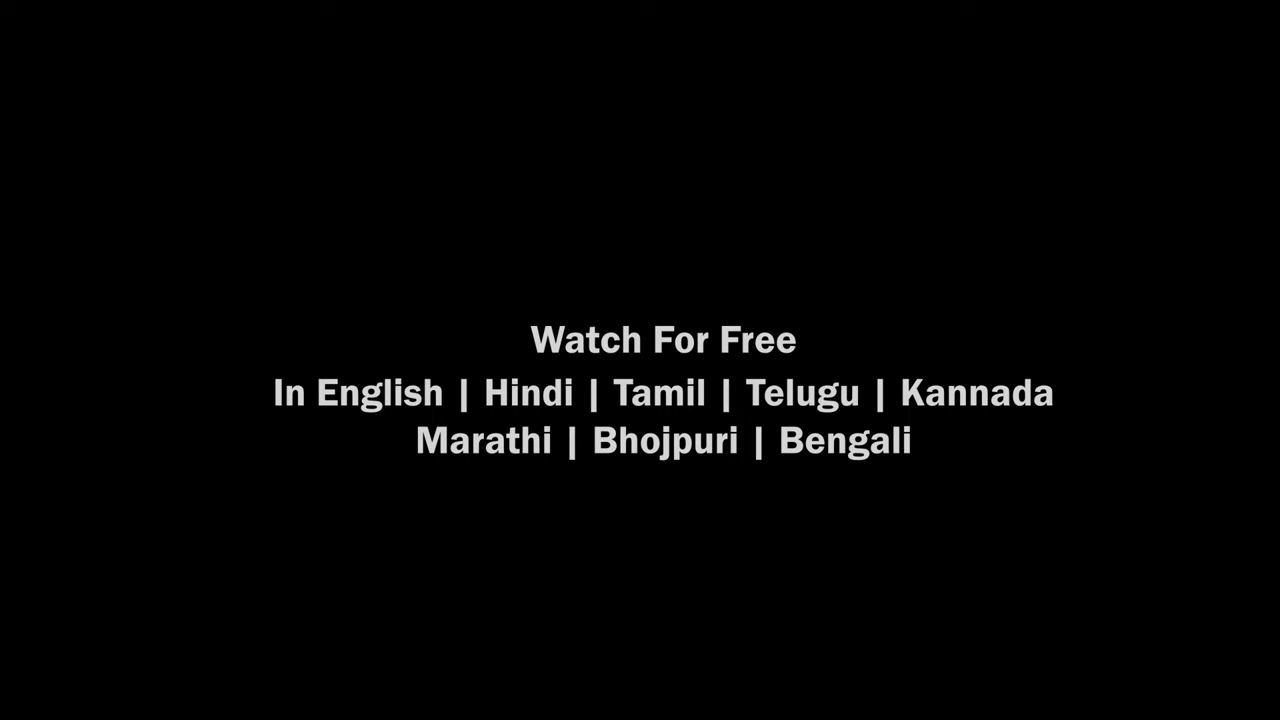 Watch For Free
In English | Hindi | Tamil | Telugu | Kannada
Marathi | Bhojpuri | Bengali